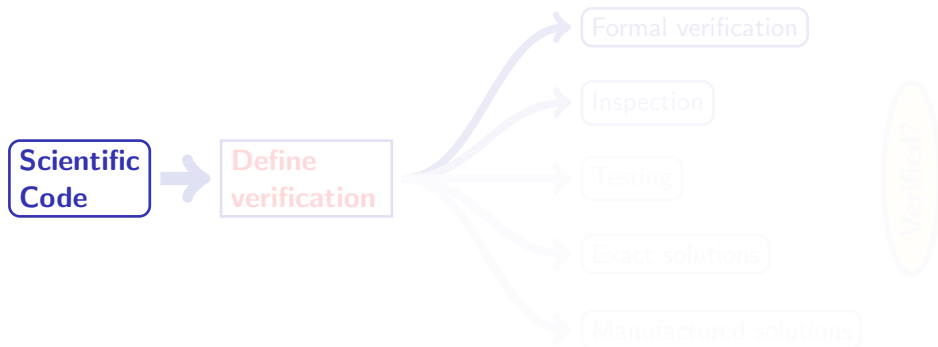 Scientific
Code
Define
verification
Formal verification
Inspection
Testing
Exact solutions
Manufactured solutions
Verified?